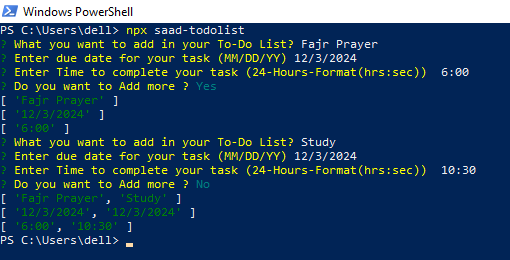 Windows PowerShell
PS C:\Users\dell> npx saad-todolist
? What you want to add in your To-Do List? Fajr Prayer
? Enter due date for your task (MM/DD/YY) 12/3/2024
? Enter Time to complete your task (24-Hours-Format(hrs:sec))  6:00
? Do you want to Add more ? Yes
[ 'Fajr Prayer' ]
[ '12/3/2024' ]
[ '6:00' ]
? What you want to add in your To-Do List? Study
? Enter due date for your task (MM/DD/YY) 12/3/2024
? Enter Time to complete your task (24-Hours-Format(hrs:sec))  10:30
? Do you want to Add more ? No
[ 'Fajr Prayer', 'Study' ]
[ '12/3/2024', '12/3/2024' ]
[ '6:00', '10:30' ]
PS C:\Users\dell>